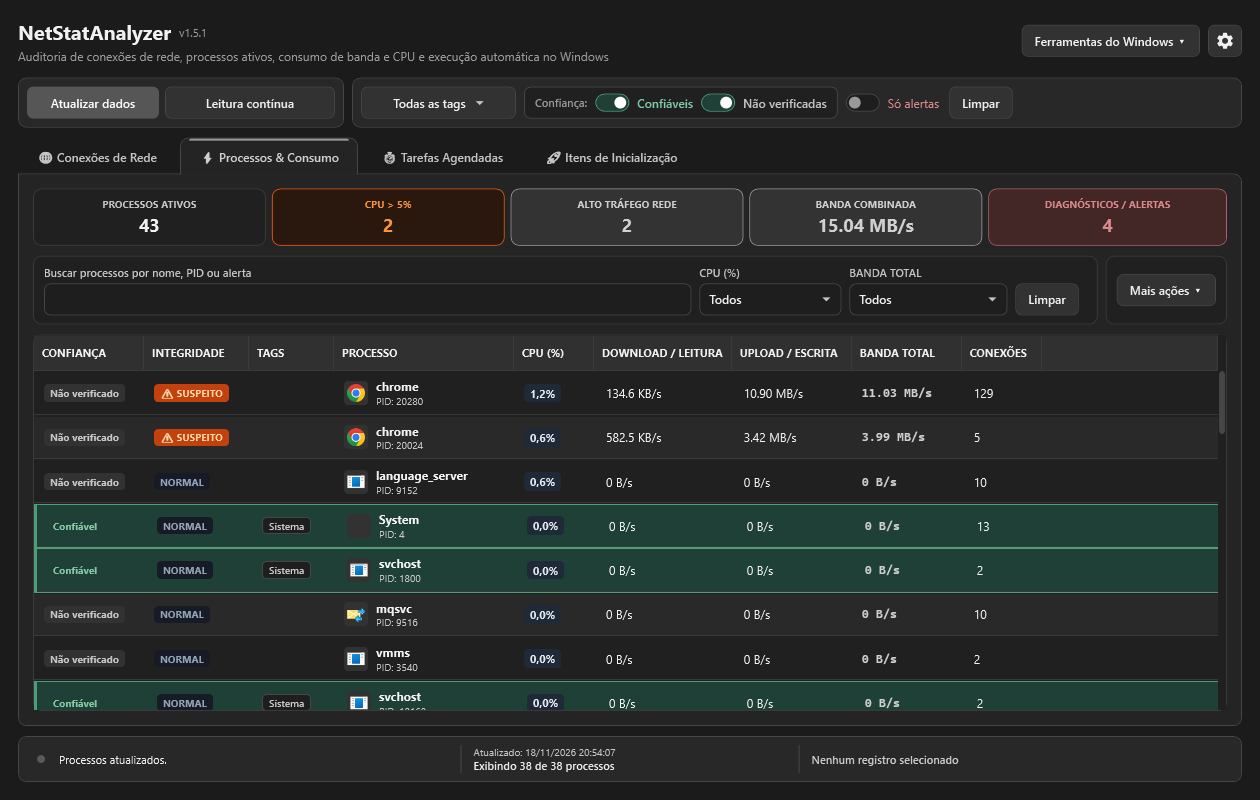 NetStatAnalyzer v1.5.1
Auditoria de conexões de rede, processos ativos, consumo de banda e CPU e execução automática no Windows
Ferramentas do Windows
Atualizar dados
Leitura contínua
Todas as tags
Confiança:
Confiáveis
Não verificadas
Só alertas
Limpar
Conexões de Rede
Processos & Consumo
Tarefas Agendadas
Itens de Inicialização
PROCESSOS ATIVOS
43
CPU > 5%
2
ALTO TRÁFEGO REDE
2
BANDA COMBINADA
15.04 MB/s
DIAGNÓSTICOS / ALERTAS
4
Buscar processos por nome, PID ou alerta
CPU (%)
Todos
BANDA TOTAL
Todos
Limpar
Mais ações
CONFIANÇA INTEGRIDADE TAGS PROCESSO CPU (%) DOWNLOAD / LEITURA UPLOAD / ESCRITA BANDA TOTAL CONEXÕES
Não verificado SUSPEITO chrome 1,2% 134.6 KB/s 10.90 MB/s 11.03 MB/s 129
PID: 20280
Não verificado SUSPEITO chrome 0,6% 582.5 KB/s 3.42 MB/s 3.99 MB/s 5
PID: 20024
Não verificado NORMAL language_server 0,6% 0 B/s 0 B/s 0 B/s 10
PID: 9152
Confiável NORMAL Sistema System 0,0% 0 B/s 0 B/s 0 B/s 13
PID: 4
Confiável NORMAL Sistema svchost 0,0% 0 B/s 0 B/s 0 B/s 2
PID: 1800
Não verificado NORMAL mqsvc 0,0% 0 B/s 0 B/s 0 B/s 10
PID: 9516
Não verificado NORMAL vmms 0,0% 0 B/s 0 B/s 0 B/s 2
PID: 3540
Confiável NORMAL Sistema svchost 0,0% 0 B/s 0 B/s 0 B/s 2
Processos atualizados.
Atualizado: 18/11/2026 20:54:07
Exibindo 38 de 38 processos
Nenhum registro selecionado